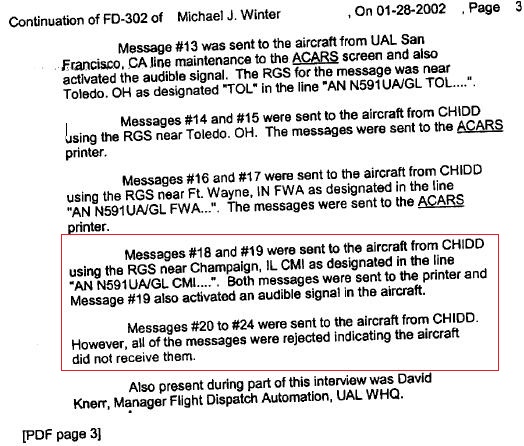 Continuation of FD-302 of Michael J. Winter , On 01-28-2002 , Page 3
Message #13 was sent to the aircraft from UAL San
Francisco, CA line maintenance to the ACARS screen and also
activated the audible signal. The RGS for the message was near
Toledo. OH as designated "TOL" in the line "AN N591UA/GL TOL....".
Messages #14 and #15 were sent to the aircraft from CHIDD
using the RGS near Toledo. OH. The messages were sent to the ACARS
printer.
Messages #16 and #17 were sent to the aircraft from CHIDD
using the RGS near Ft. Wayne, IN FWA as designated in the line
"AN N591UA/GL FWA...". The messages were sent to the ACARS
printer.
Messages #18 and #19 were sent to the aircraft from CHIDD
using the RGS near Champaign, IL CMI as designated in the line
"AN N591UA/GL CMI....". Both messages were sent to the printer and
Message #19 also activated an audible signal in the aircraft.
Messages #20 to #24 were sent to the aircraft from CHIDD.
However, all of the messages were rejected indicating the aircraft
did not receive them.
Also present during part of this interview was David
Knerr, Manager Flight Dispatch Automation, UAL WHQ.
[PDF page 3]